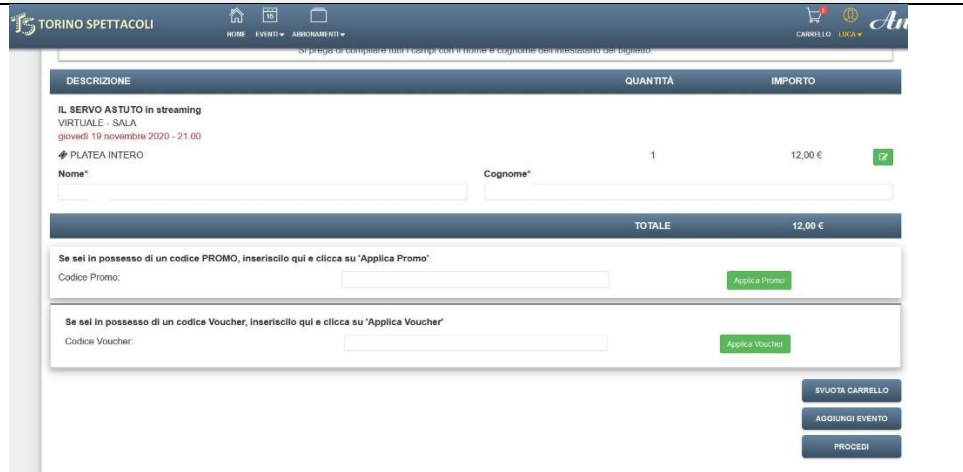 TORINO SPETTACOLI
HOME EVENTI ABBONAMENTI
15
1
CARRELLO LUCA
An
Si prega di compilare tutti i campi con il nome e cognome dell'intestatario del biglietto.
DESCRIZIONE QUANTITÀ IMPORTO
IL SERVO ASTUTO in streaming
VIRTUALE - SALA
giovedì 19 novembre 2020 - 21.00
PLATEA INTERO 1 12,00 €
Nome* Cognome*
TOTALE 12,00 €
Se sei in possesso di un codice PROMO, inseriscilo qui e clicca su 'Applica Promo'
Codice Promo: Applica Promo
Se sei in possesso di un codice Voucher, inseriscilo qui e clicca su 'Applica Voucher'
Codice Voucher: Applica Voucher
SVUOTA CARRELLO
AGGIUNGI EVENTO
PROCEDI